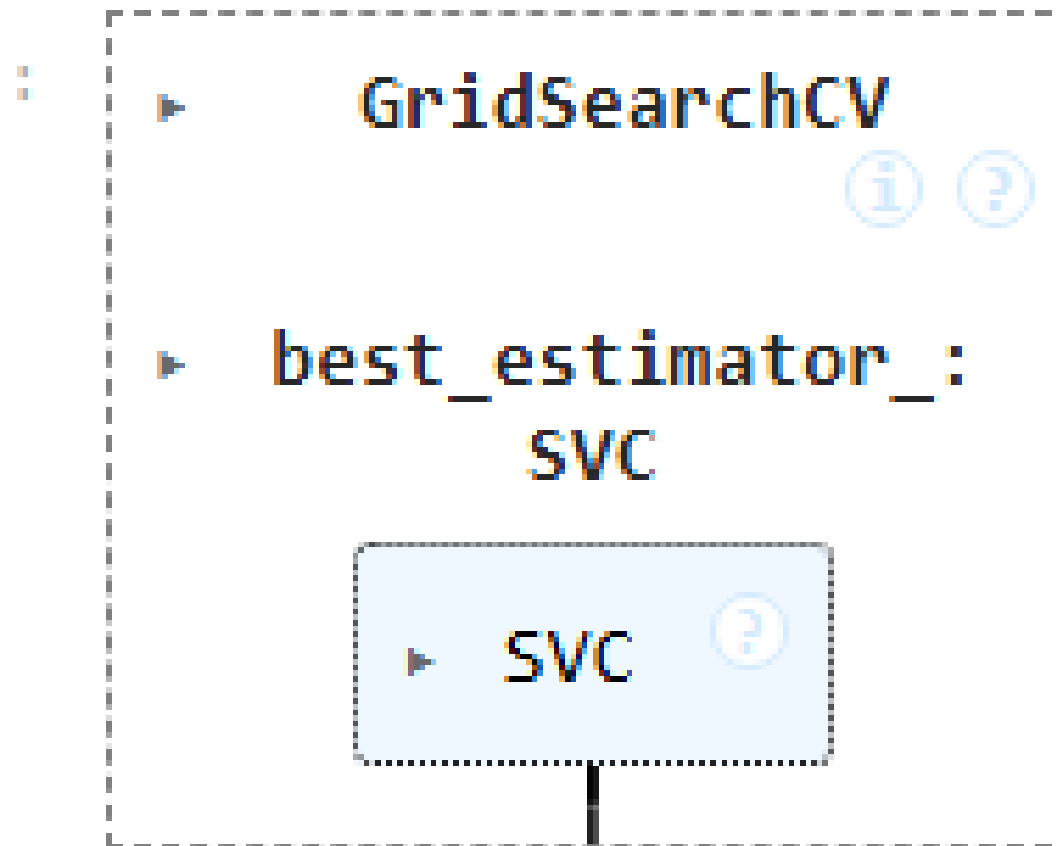 :
GridSearchCV
i ?
best_estimator_:
SVC
SVC ?